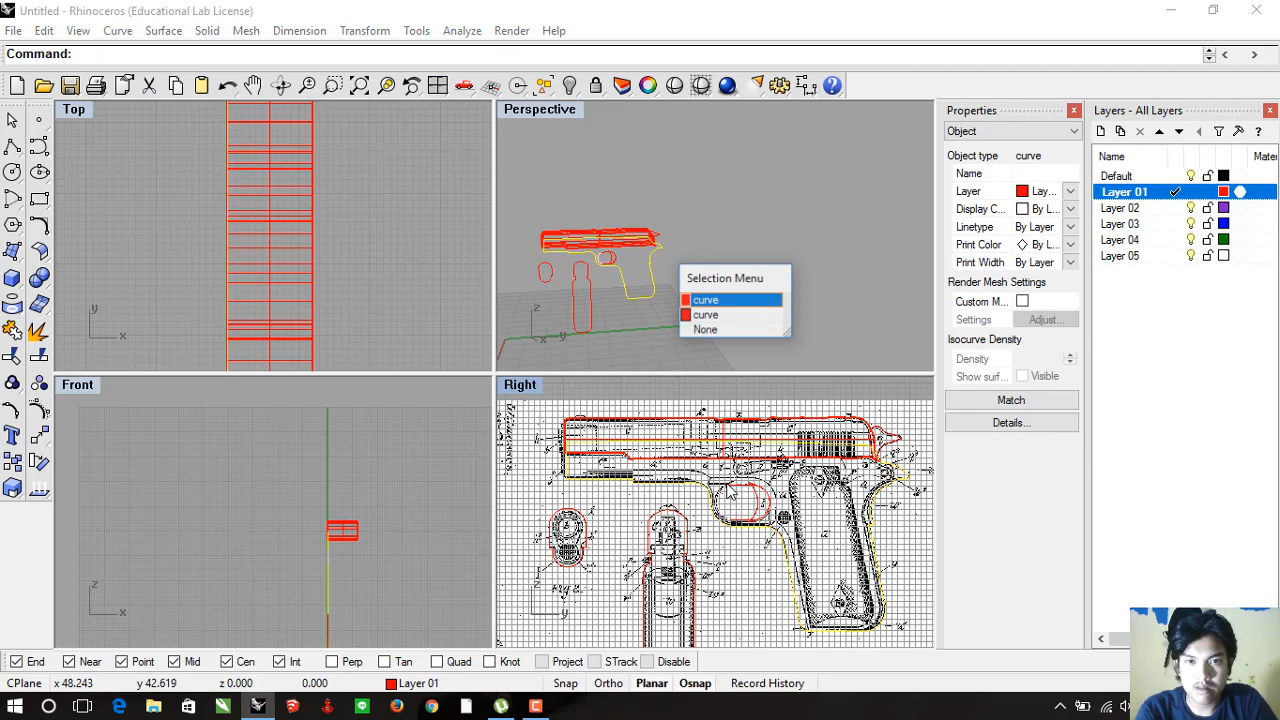 Untitled - Rhinoceros (Educational Lab License)
File Edit View Curve Surface Solid Mesh Dimension Transform Tools Analyze Render Help
Command:
Top
Perspective
Front
Right
y
x
z
x
y
z
x
z
y
Selection Menu
curve
curve
None
Properties
Object
Object type curve
Name
Layer Lay...
Display C... By L...
Linetype By Layer
Print Color By L...
Print Width By Layer
Render Mesh Settings
Custom M...
Settings Adjust...
Isocurve Density
Density
Show surf... Visible
Match
Details...
Layers - All Layers
Name Mater
Default
Layer 01
Layer 02
Layer 03
Layer 04
Layer 05
End Near Point Mid Cen Int Perp Tan Quad Knot Project STrack Disable
CPlane x 48.243 y 42.619 z 0.000 0.000 Layer 01 Snap Ortho Planar Osnap Record History